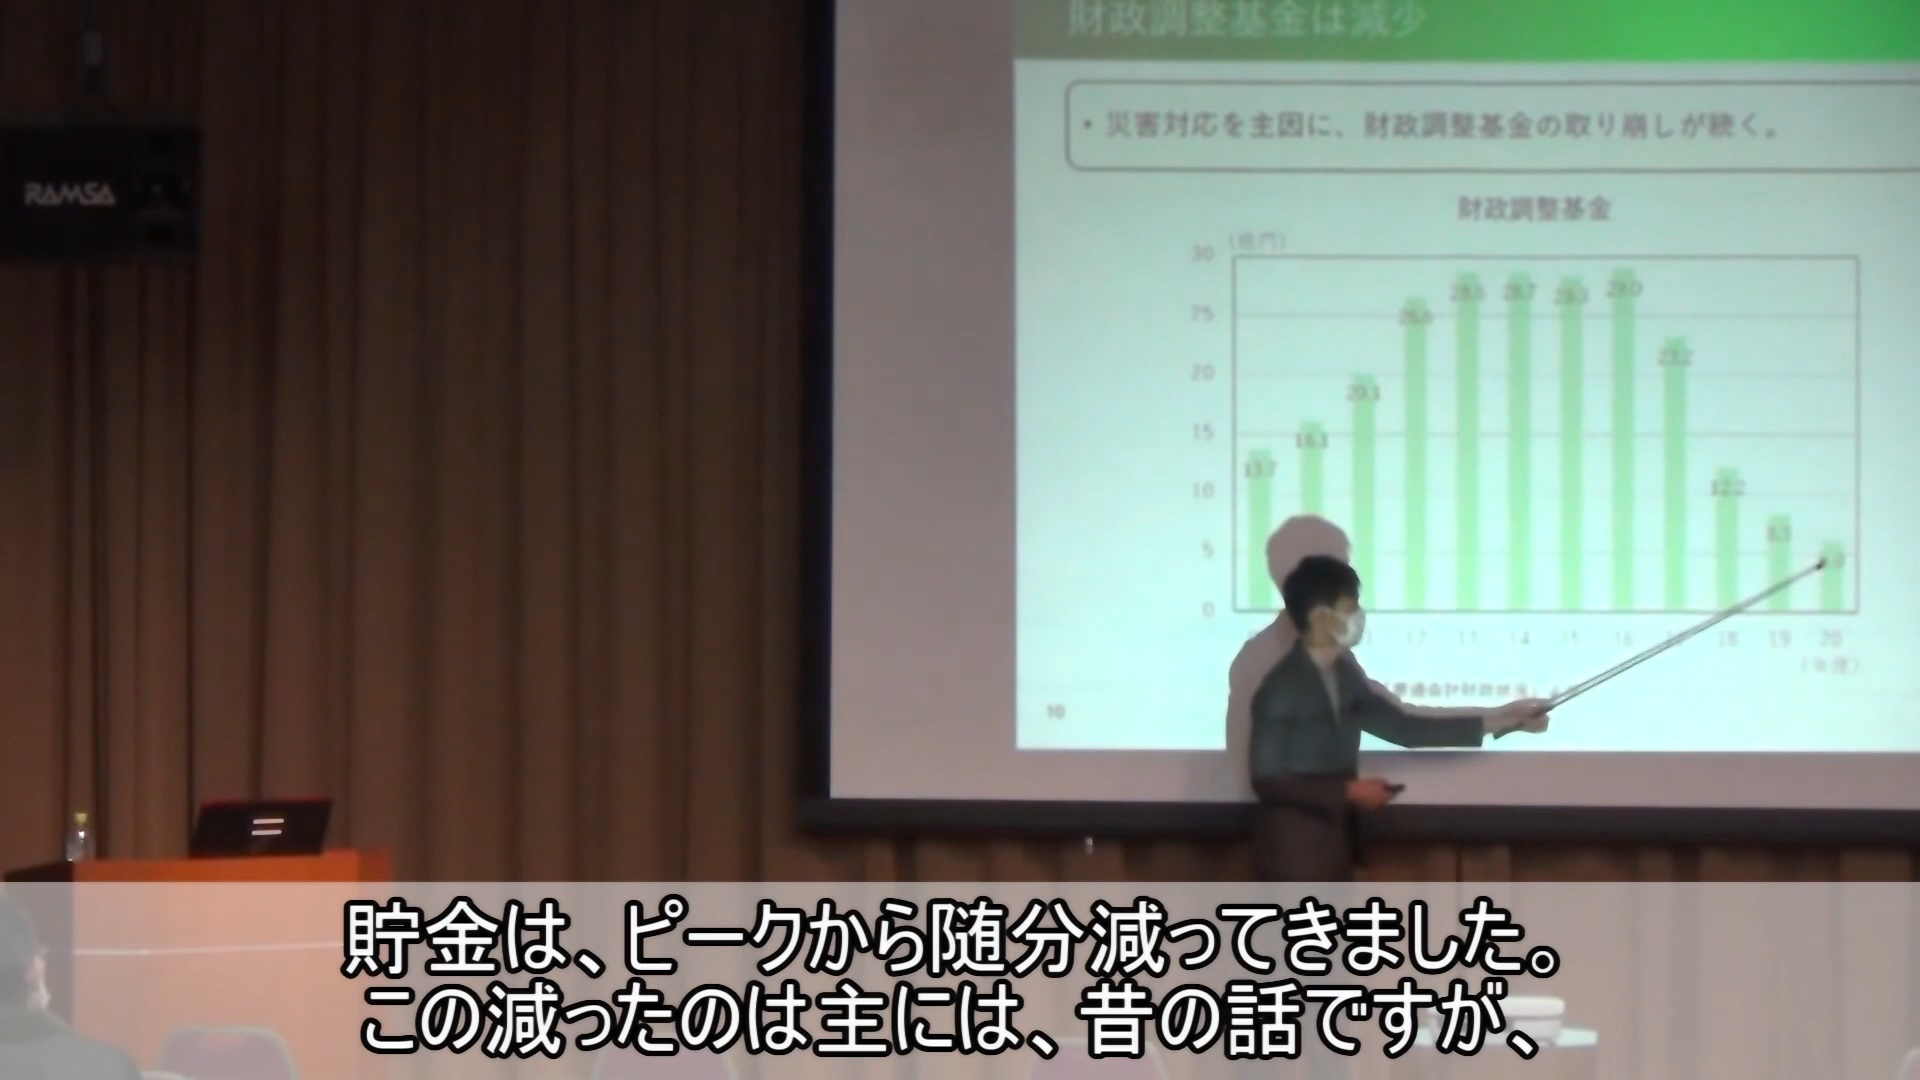 財政調整基金は減少
・災害対応を主因に、財政調整基金の取り崩しが続く。
財政調整基金
(億円)
30
25
20
15
10
5
0
13.7
16.1
20.1
26.6
28.6
28.7
28.3
29.0
23.2
12.2
8.3
12 13 14 15 16 18 19 20
(年度)
10
RAMSA
貯金は、ピークから随分減ってきました。
この減ったのは主には、昔の話ですが、